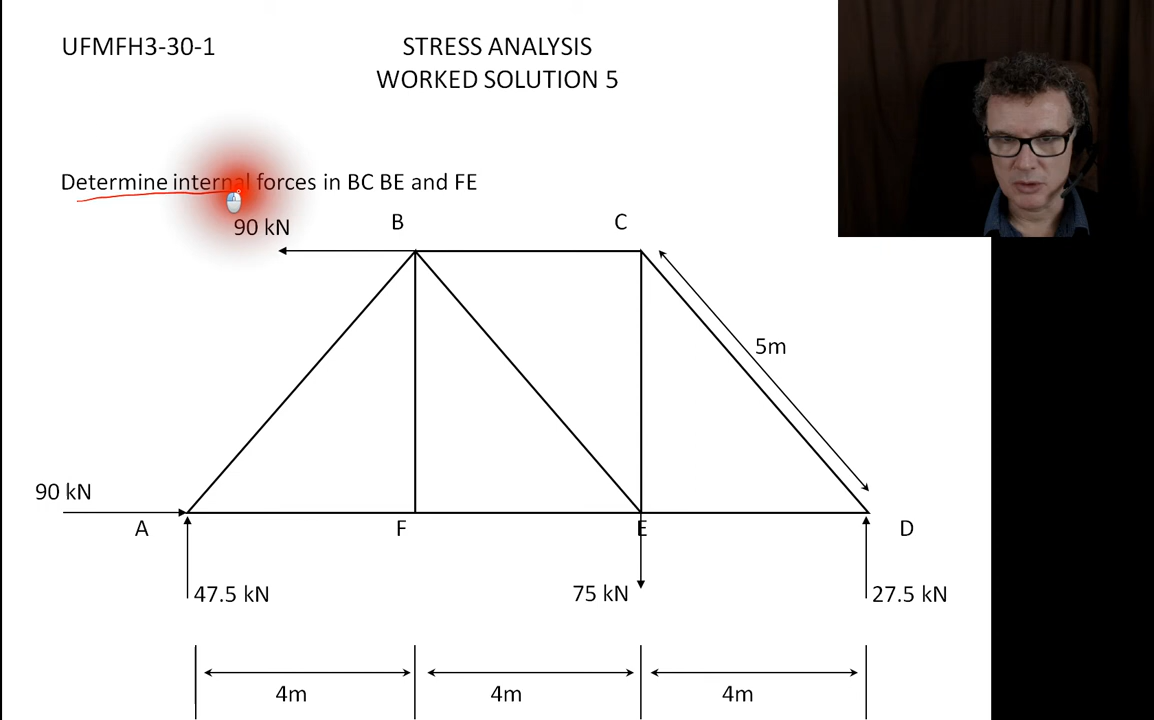 UFMFH3-30-1
STRESS ANALYSIS
WORKED SOLUTION 5
Determine internal forces in BC BE and FE
90 kN
B
C
5m
90 kN
A
F
E
D
47.5 kN
75 kN
27.5 kN
4m
4m
4m